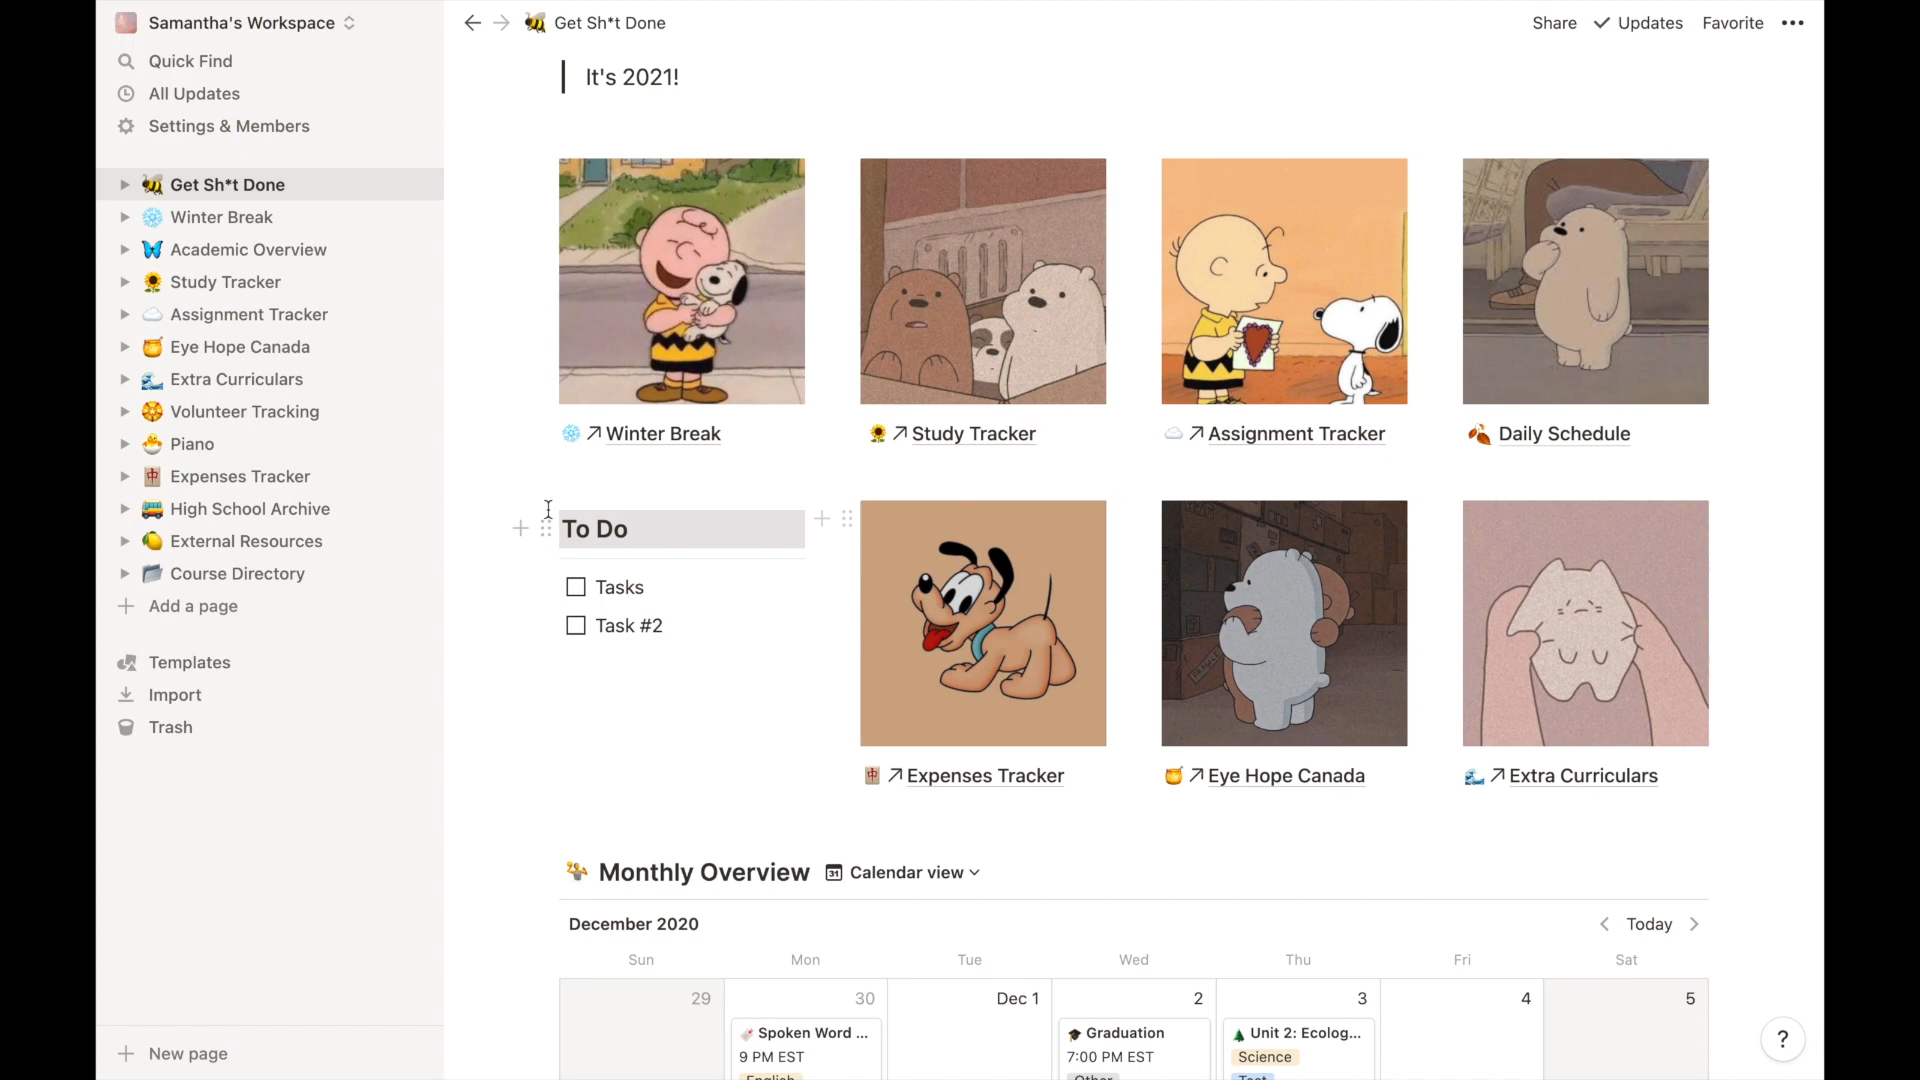 Samantha's Workspace
Quick Find
All Updates
Settings & Members
Get Sh*t Done
Winter Break
Academic Overview
Study Tracker
Assignment Tracker
Eye Hope Canada
Extra Curriculars
Volunteer Tracking
Piano
Expenses Tracker
High School Archive
External Resources
Course Directory
Add a page
Templates
Import
Trash
New page
Get Sh*t Done
Share
Updates
Favorite
It's 2021!
Winter Break
Study Tracker
Assignment Tracker
Daily Schedule
To Do
Tasks
Task #2
Expenses Tracker
Eye Hope Canada
Extra Curriculars
Monthly Overview
Calendar view
December 2020
Today
Sun Mon Tue Wed Thu Fri Sat
29 30 Dec 1 2 3 4 5
Spoken Word ...
9 PM EST
English
Graduation
7:00 PM EST
Other
Unit 2: Ecolog...
Science
Test
?